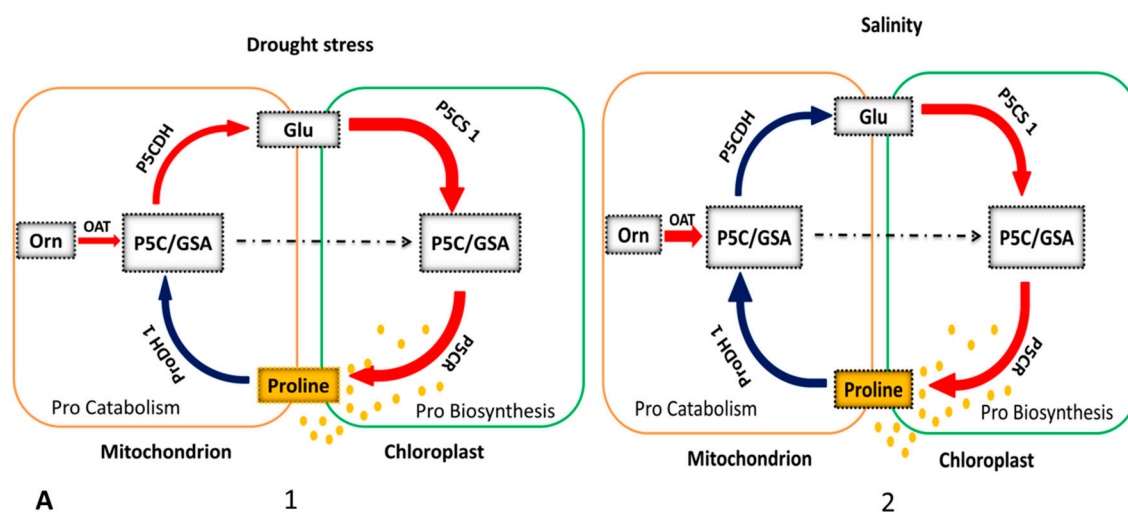 Drought stress
P5CDH
Glu
P5CS 1
Orn
OAT
P5C/GSA
P5C/GSA
ProDH 1
P5CR
Proline
Pro Catabolism
Pro Biosynthesis
Mitochondrion
Chloroplast
A
1
Salinity
P5CDH
Glu
P5CS 1
Orn
OAT
P5C/GSA
P5C/GSA
ProDH 1
P5CR
Proline
Pro Catabolism
Pro Biosynthesis
Mitochondrion
Chloroplast
2